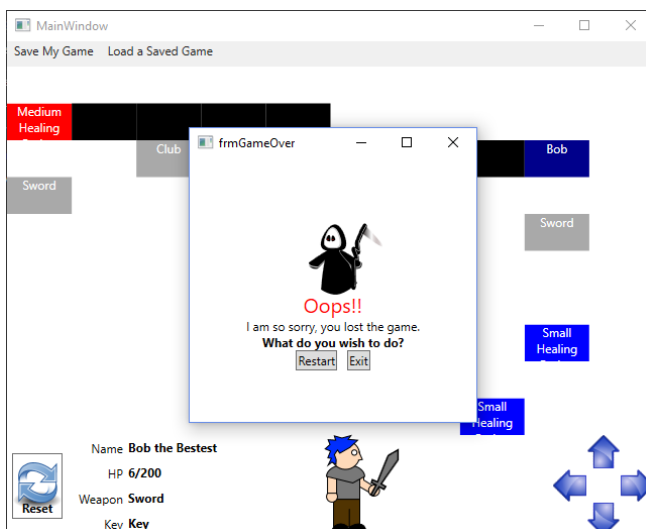 MainWindow
Save My Game Load a Saved Game
Medium
Healing
Club
Bob
Sword
Sword
frmGameOver
Oops!!
I am so sorry, you lost the game.
What do you wish to do?
Restart Exit
Small
Healing
Small
Healing
Name Bob the Bestest
HP 6/200
Weapon Sword
Key Key
Reset